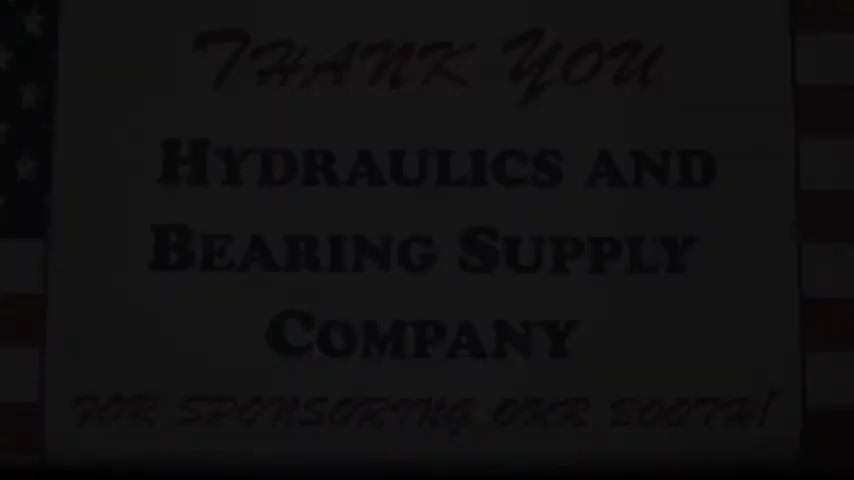 THANK YOU
HYDRAULICS AND
BEARING SUPPLY
COMPANY
FOR SPONSORING OUR BOOTH!